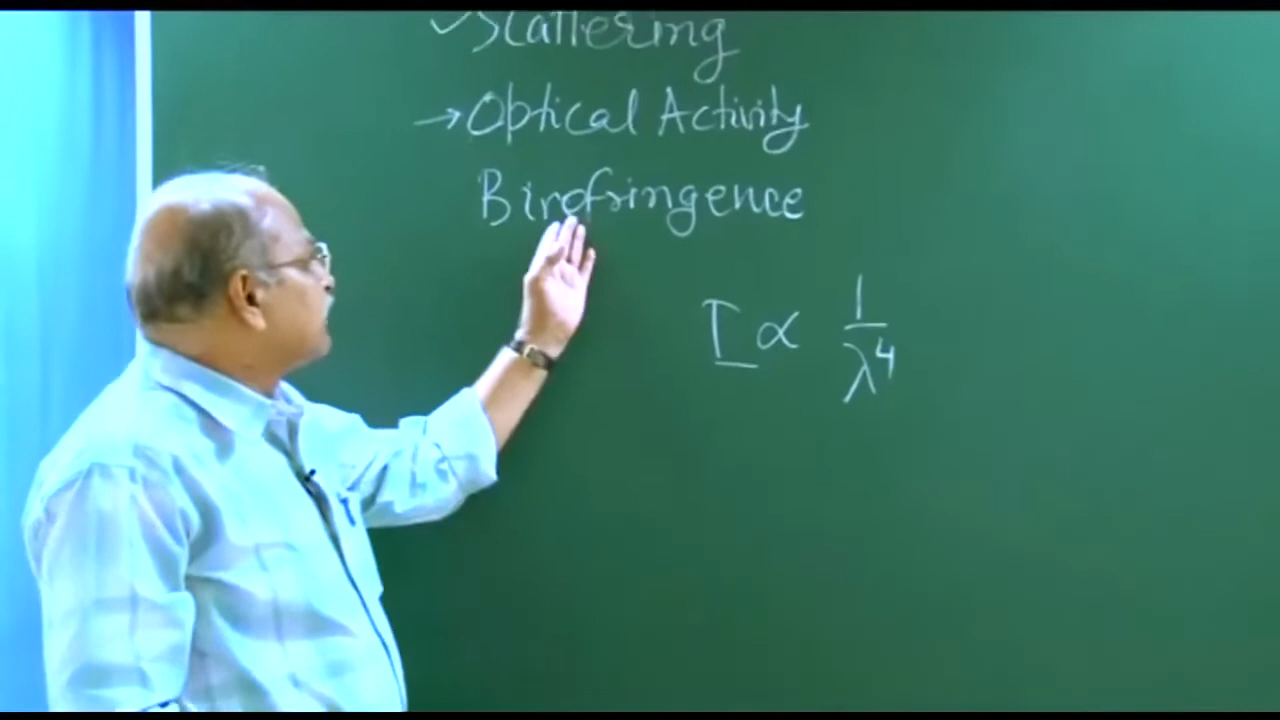 ✓Scattering
→ Optical Activity
Birefringence
I ∝ 1/λ⁴